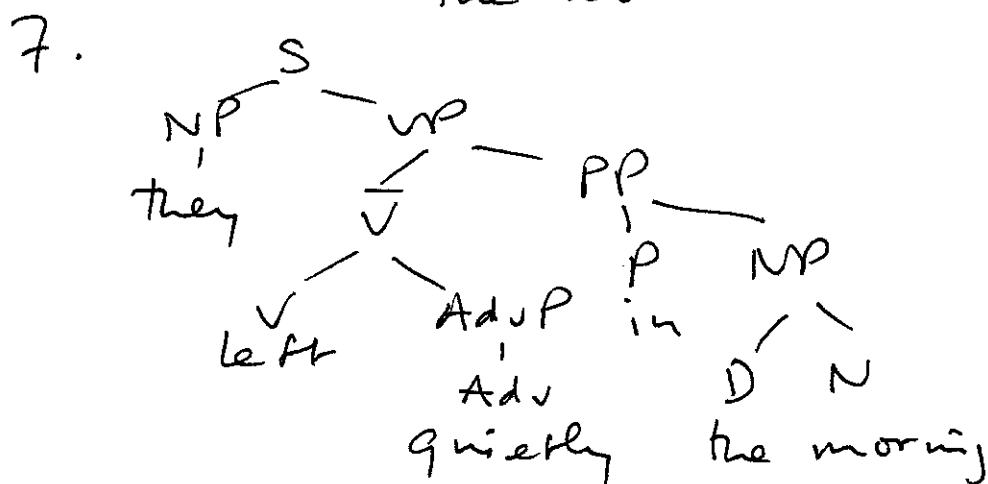 7.
S
NP VP
they V̄ PP
P NP
V AdvP
left in
Adv D N
quietly the morning